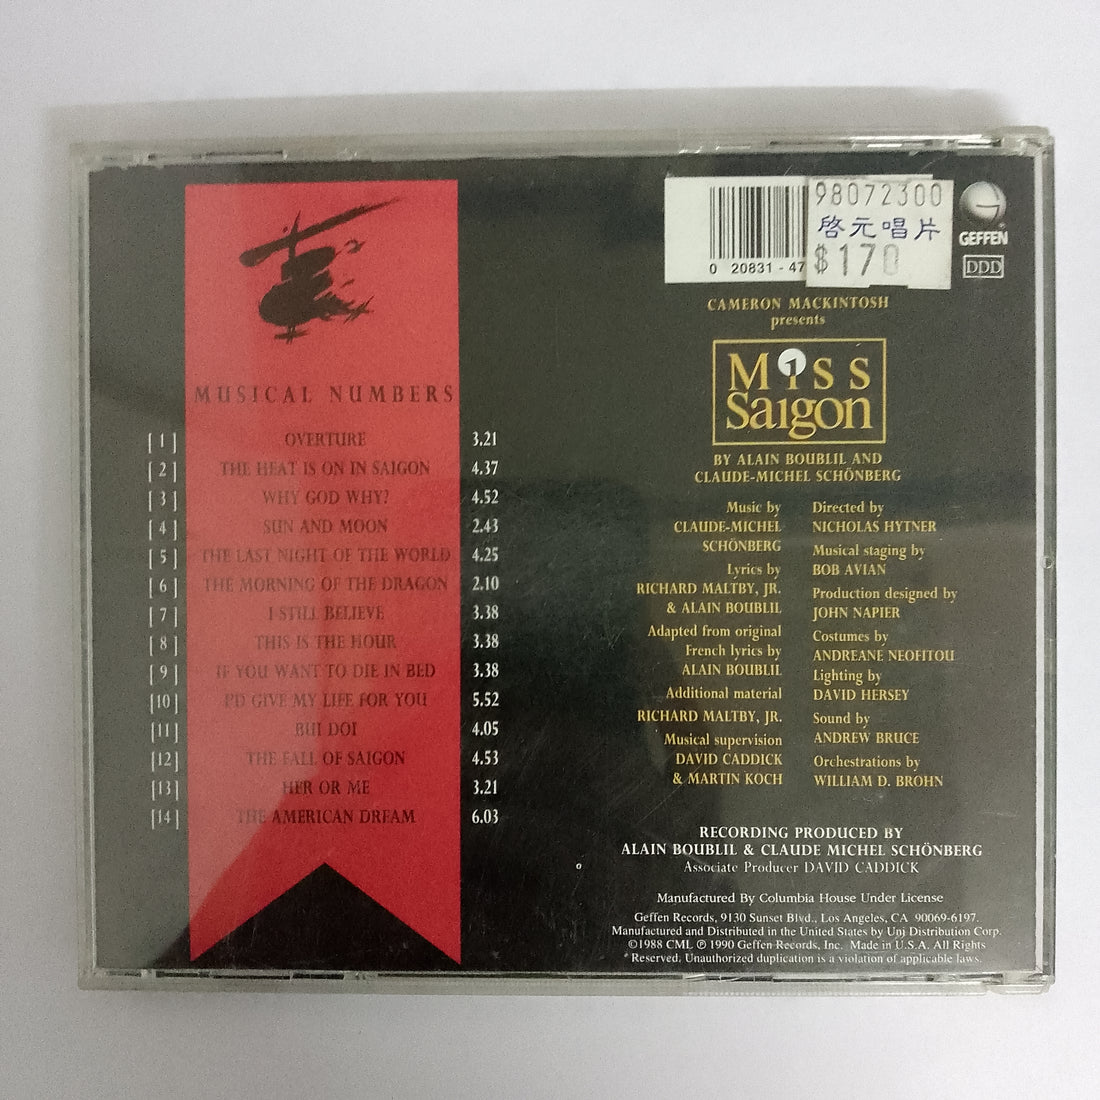 MUSICAL NUMBERS
[ 1 ] OVERTURE 3.21
[ 2 ] THE HEAT IS ON IN SAIGON 4.37
[ 3 ] WHY GOD WHY? 4.52
[ 4 ] SUN AND MOON 2.43
[ 5 ] THE LAST NIGHT OF THE WORLD 4.25
[ 6 ] THE MORNING OF THE DRAGON 2.10
[ 7 ] I STILL BELIEVE 3.38
[ 8 ] THIS IS THE HOUR 3.38
[ 9 ] IF YOU WANT TO DIE IN BED 3.38
[10] I'D GIVE MY LIFE FOR YOU 5.52
[11] BUI DOI 4.05
[12] THE FALL OF SAIGON 4.53
[13] HER OR ME 3.21
[14] THE AMERICAN DREAM 6.03
98072300
啓元唱片
$170
0 20831 - 47
GEFFEN
DDD
CAMERON MACKINTOSH
presents
Miss
Saigon
1
BY ALAIN BOUBLIL AND
CLAUDE-MICHEL SCHÖNBERG
Music by
CLAUDE-MICHEL
SCHÖNBERG
Lyrics by
RICHARD MALTBY, JR.
& ALAIN BOUBLIL
Adapted from original
French lyrics by
ALAIN BOUBLIL
Additional material
RICHARD MALTBY, JR.
Musical supervision
DAVID CADDICK
& MARTIN KOCH
Directed by
NICHOLAS HYTNER
Musical staging by
BOB AVIAN
Production designed by
JOHN NAPIER
Costumes by
ANDREANE NEOFITOU
Lighting by
DAVID HERSEY
Sound by
ANDREW BRUCE
Orchestrations by
WILLIAM D. BROHN
RECORDING PRODUCED BY
ALAIN BOUBLIL & CLAUDE MICHEL SCHÖNBERG
Associate Producer DAVID CADDICK
Manufactured By Columbia House Under License
Geffen Records, 9130 Sunset Blvd., Los Angeles, CA 90069-6197.
Manufactured and Distributed in the United States by Uni Distribution Corp.
©1988 CML ℗ 1990 Geffen Records, Inc. Made in U.S.A. All Rights
Reserved. Unauthorized duplication is a violation of applicable laws.